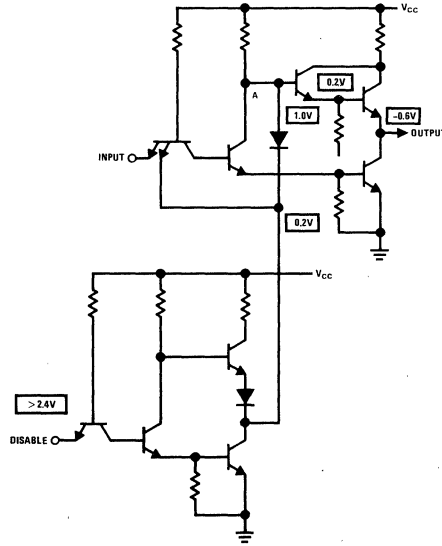 VCC
0.2V
A
1.0V
-0.6V
OUTPUT
INPUT
0.2V
VCC
>2.4V
DISABLE